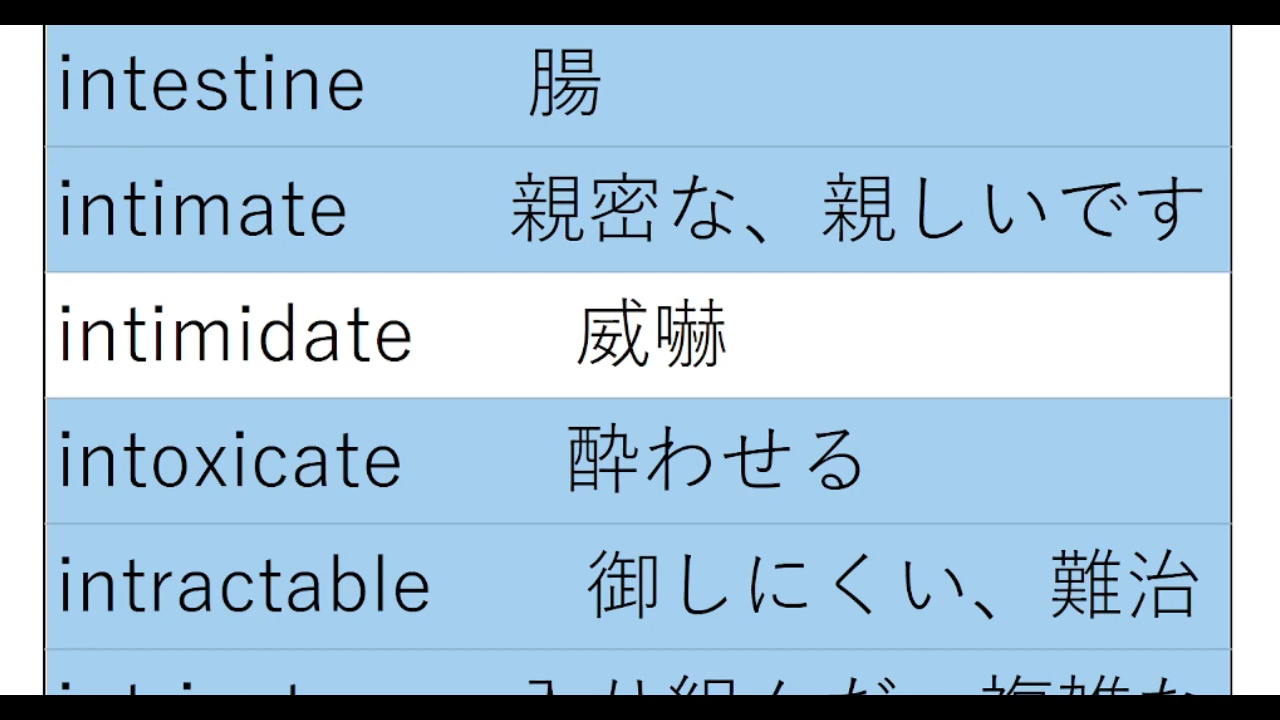 intestine 腸
intimate 親密な、親しいです
intimidate 威嚇
intoxicate 酔わせる
intractable 御しにくい、難治